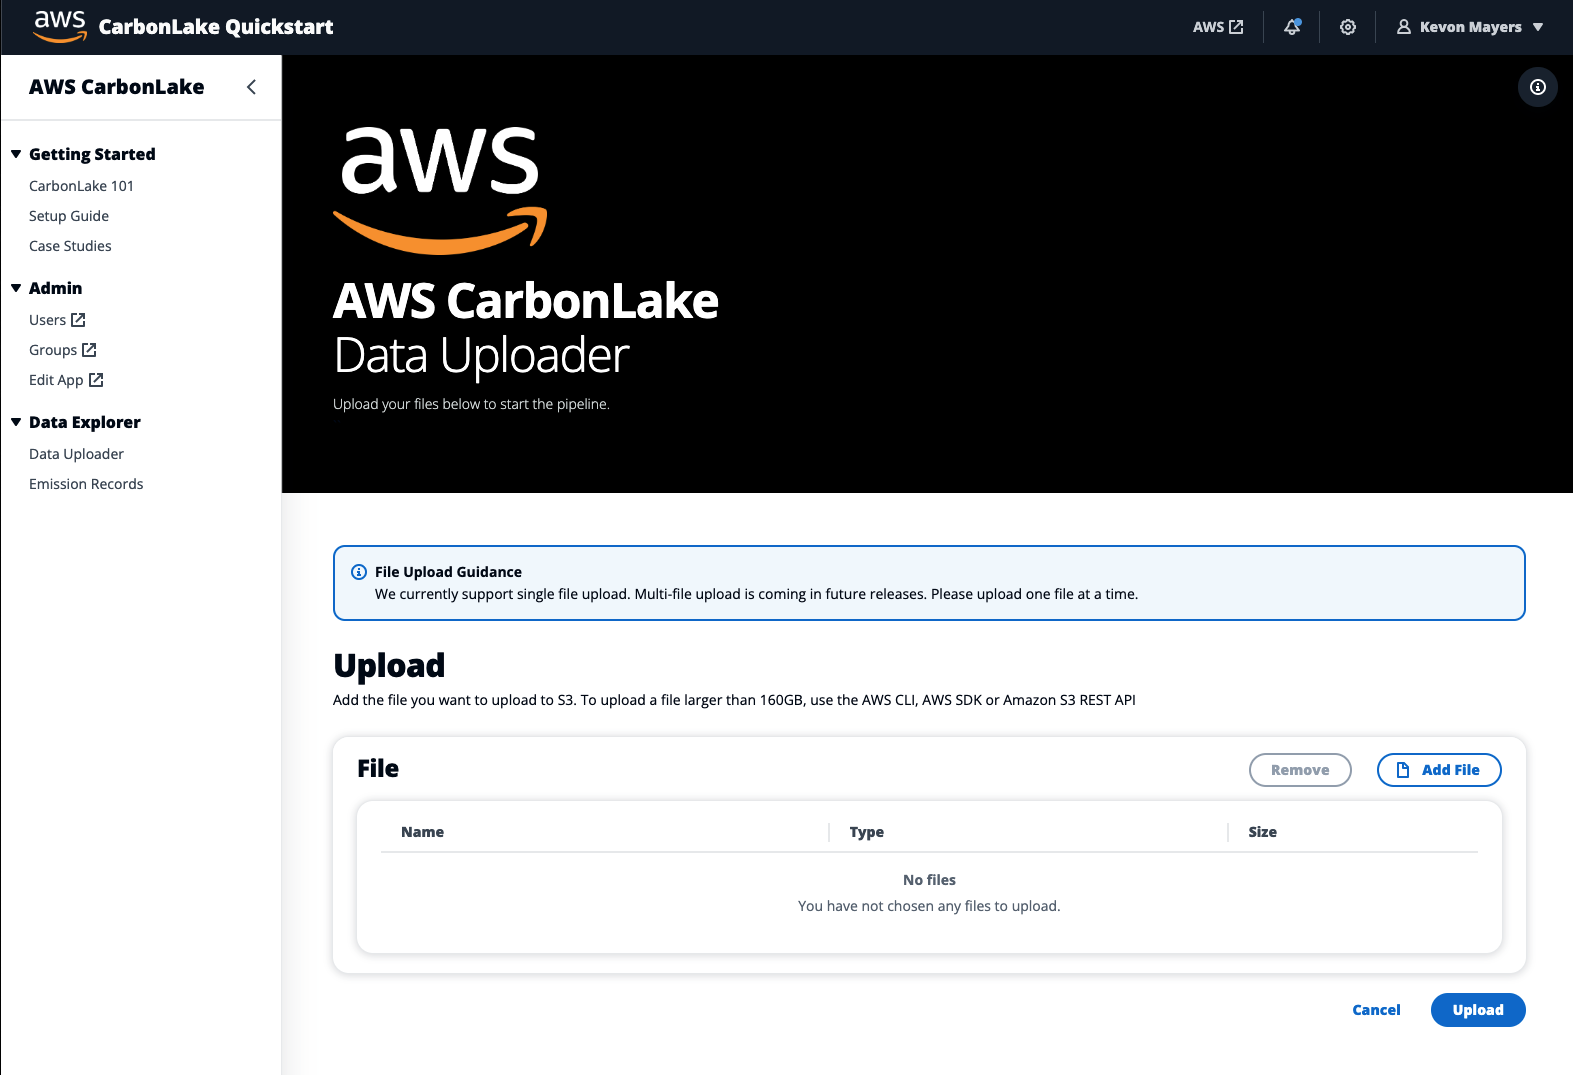 aws CarbonLake Quickstart
AWS
Kevon Mayers
AWS CarbonLake
Getting Started
CarbonLake 101
Setup Guide
Case Studies
Admin
Users
Groups
Edit App
Data Explorer
Data Uploader
Emission Records
aws
AWS CarbonLake
Data Uploader
Upload your files below to start the pipeline.
File Upload Guidance
We currently support single file upload. Multi-file upload is coming in future releases. Please upload one file at a time.
Upload
Add the file you want to upload to S3. To upload a file larger than 160GB, use the AWS CLI, AWS SDK or Amazon S3 REST API
File
Remove
Add File
Name Type Size
No files
You have not chosen any files to upload.
Cancel
Upload